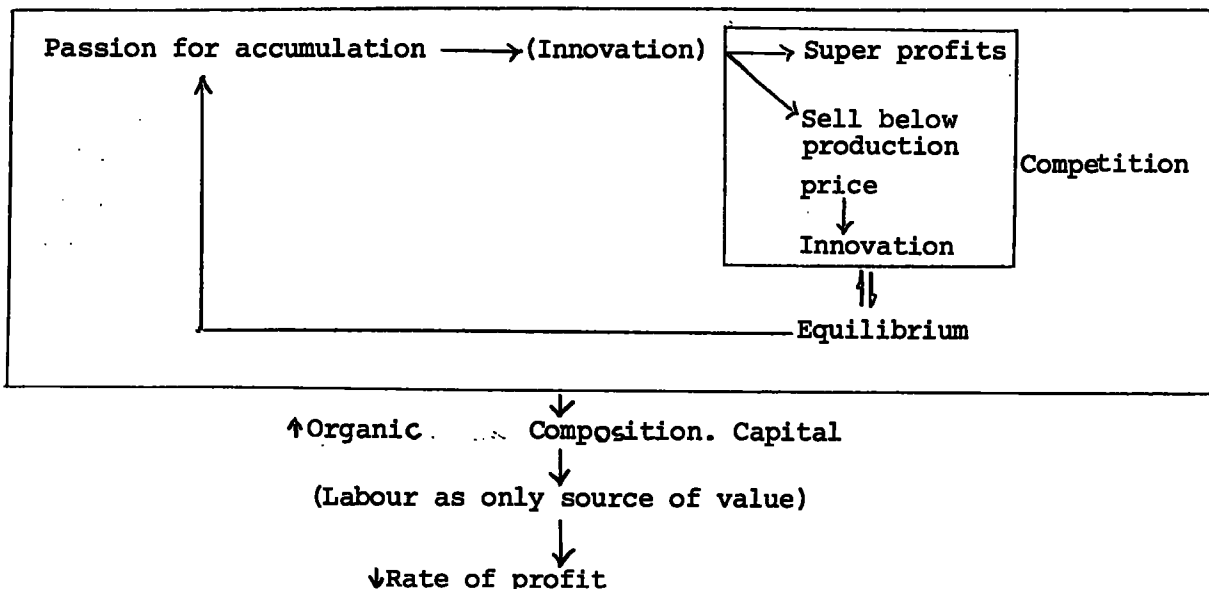 Passion for accumulation → (Innovation) → Super profits
Sell below
production
price
Competition
↓
Innovation
⇅
Equilibrium
↓
↑Organic Composition. Capital
↓
(Labour as only source of value)
↓
↓Rate of profit